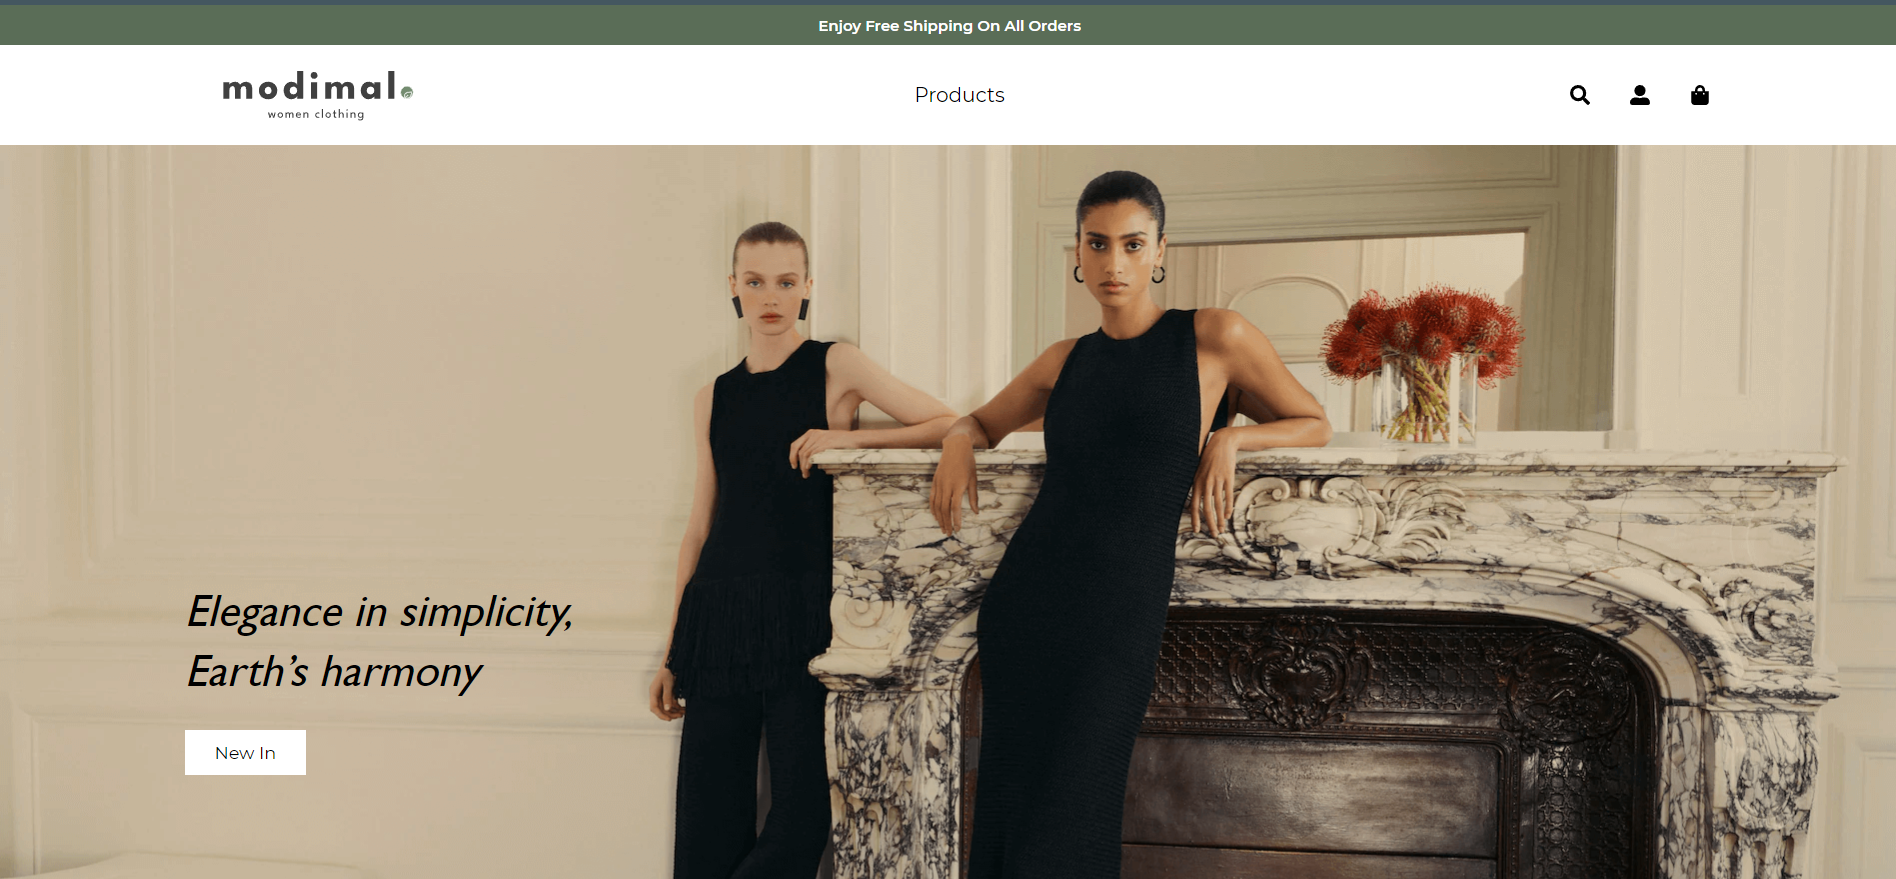 Enjoy Free Shipping On All Orders
modimal
women clothing
Products
Elegance in simplicity,
Earth’s harmony
New In